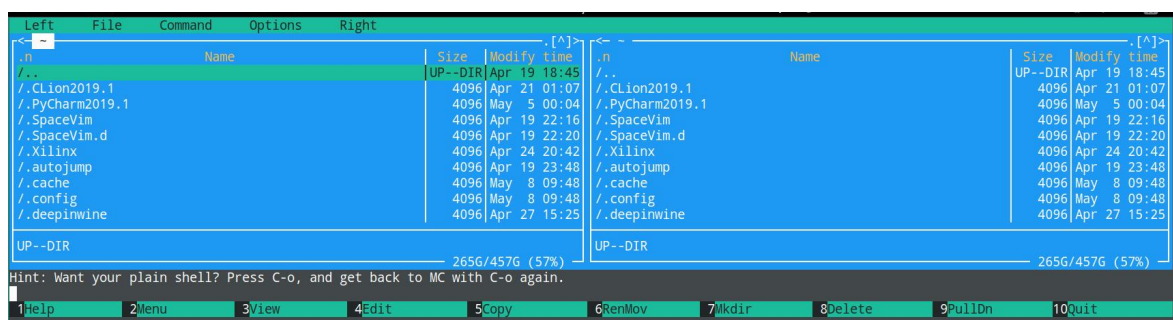 Left File Command Options Right
<- ~ .[^]> <- ~ .[^]>
.n Name Size Modify time .n Name Size Modify time
/.. UP--DIR Apr 19 18:45 /.. UP--DIR Apr 19 18:45
/.CLion2019.1 4096 Apr 21 01:07 /.CLion2019.1 4096 Apr 21 01:07
/.PyCharm2019.1 4096 May 5 00:04 /.PyCharm2019.1 4096 May 5 00:04
/.SpaceVim 4096 Apr 19 22:16 /.SpaceVim 4096 Apr 19 22:16
/.SpaceVim.d 4096 Apr 19 22:20 /.SpaceVim.d 4096 Apr 19 22:20
/.Xilinx 4096 Apr 24 20:42 /.Xilinx 4096 Apr 24 20:42
/.autojump 4096 Apr 19 23:48 /.autojump 4096 Apr 19 23:48
/.cache 4096 May 8 09:48 /.cache 4096 May 8 09:48
/.config 4096 May 8 09:48 /.config 4096 May 8 09:48
/.deepinwine 4096 Apr 27 15:25 /.deepinwine 4096 Apr 27 15:25
UP--DIR UP--DIR
265G/457G (57%) 265G/457G (57%)
Hint: Want your plain shell? Press C-o, and get back to MC with C-o again.
1Help 2Menu 3View 4Edit 5Copy 6RenMov 7Mkdir 8Delete 9PullDn 10Quit